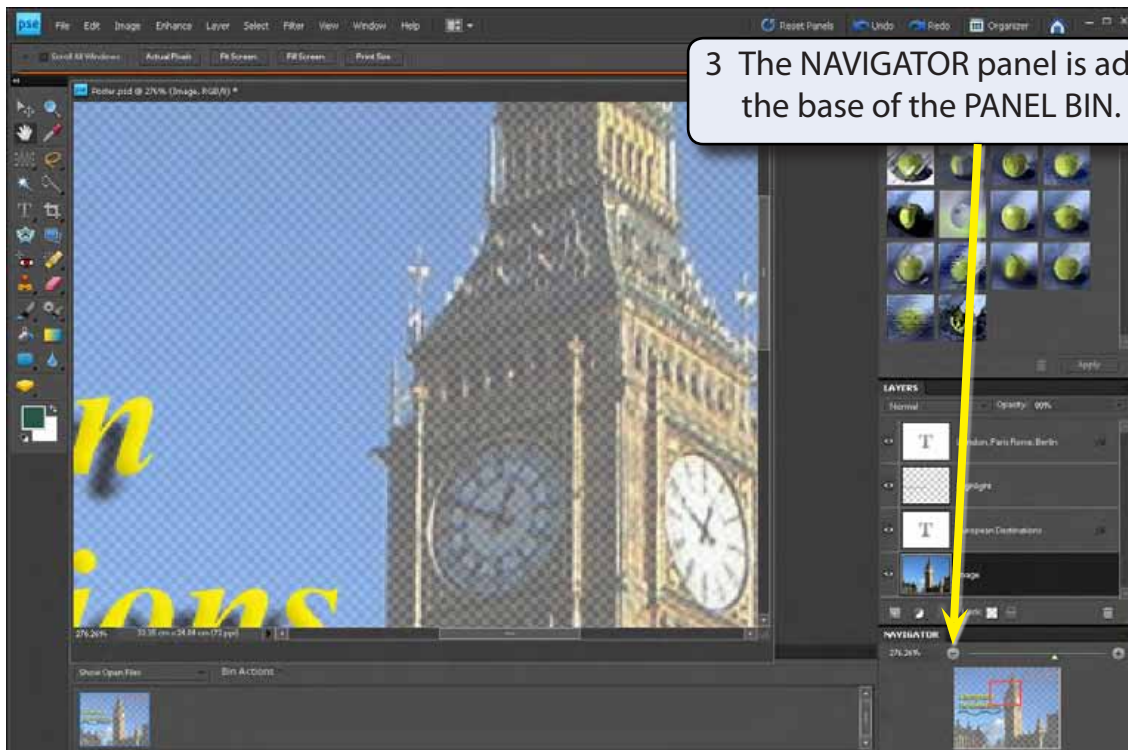 pse File Edit Image Enhance Layer Select Filter View Window Help Reset Panels Undo Redo Organizer
Scroll All Windows Actual Pixels Fit Screen Fill Screen Print Size
3 The NAVIGATOR panel is ad
the base of the PANEL BIN.
Poster.psd @ 276% (Image, RGB/8) *
n
ions
Apply
LAYERS
Normal Opacity:
T London, Paris Rome, Berlin
T European Destinations
NAVIGATOR
276.26%
276.26%
Show Open Files Bin Actions